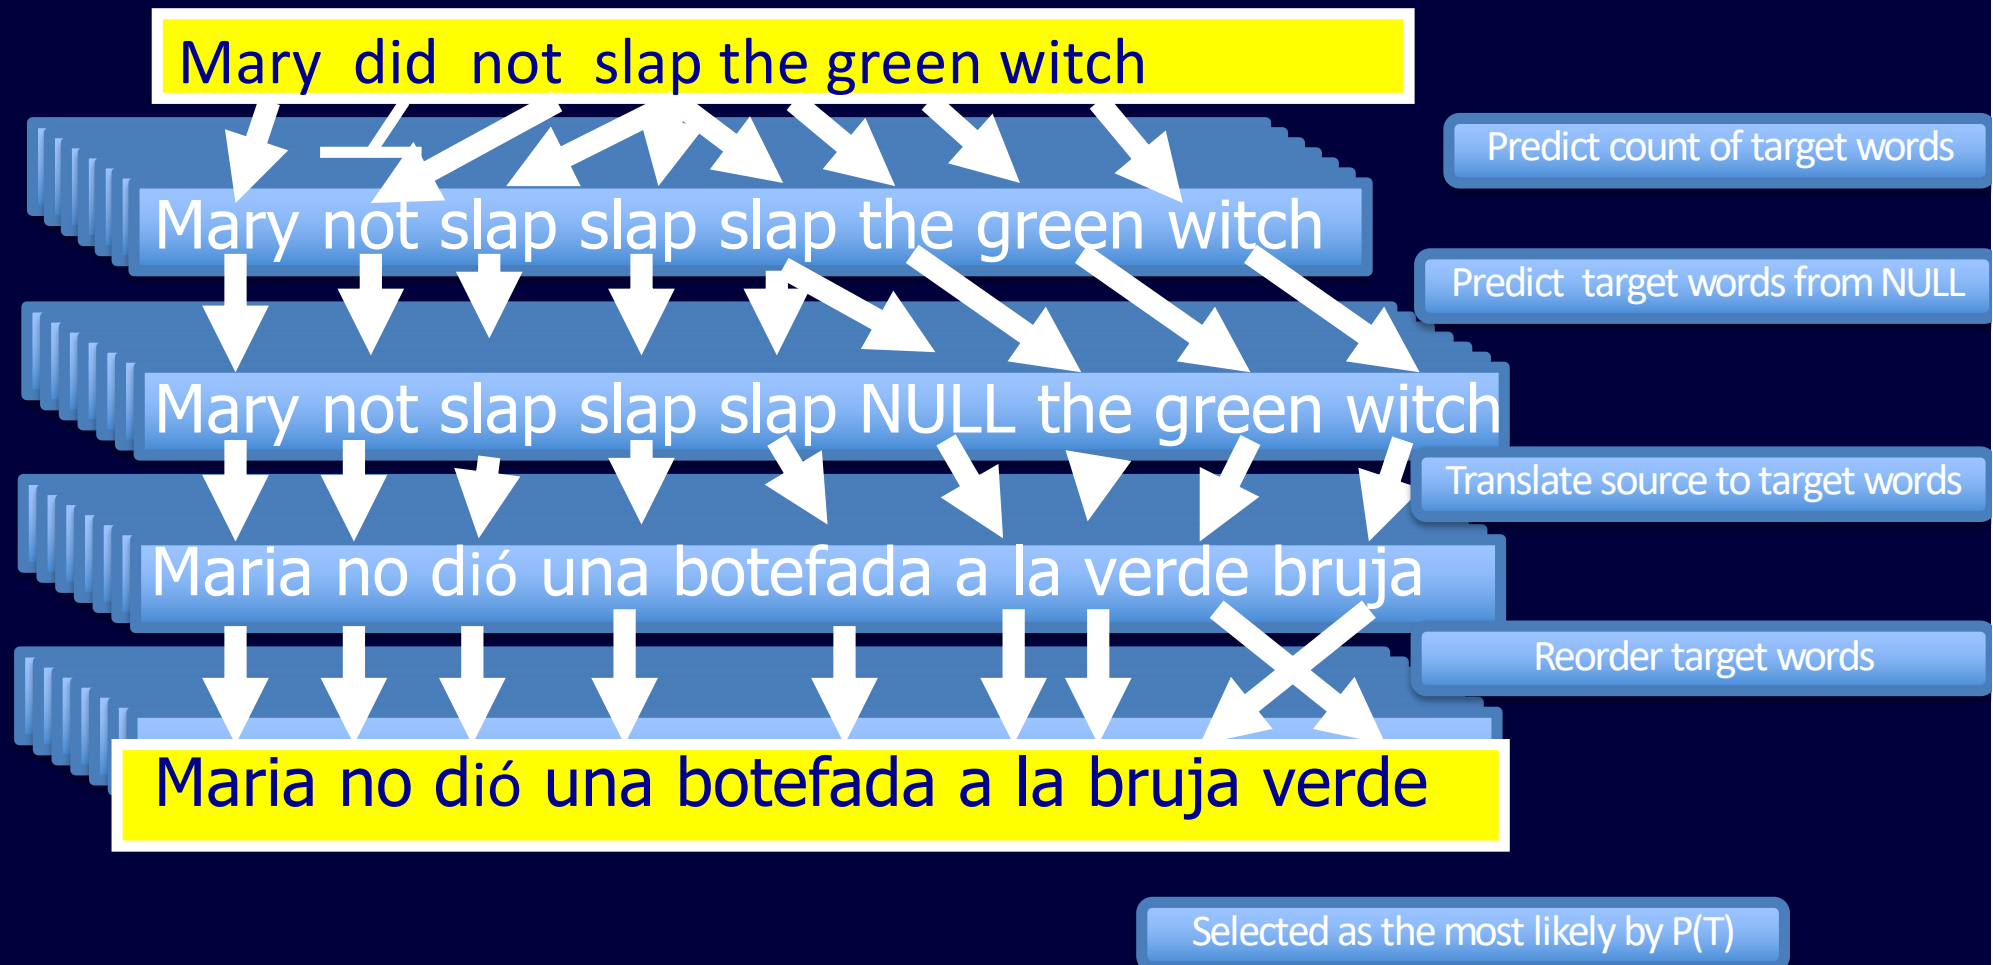 Mary did not slap the green witch
Predict count of target words
Mary not slap slap slap the green witch
Predict target words from NULL
Mary not slap slap slap NULL the green witch
Translate source to target words
Maria no dió una botefada a la verde bruja
Reorder target words
Maria no dió una botefada a la bruja verde
Selected as the most likely by P(T)